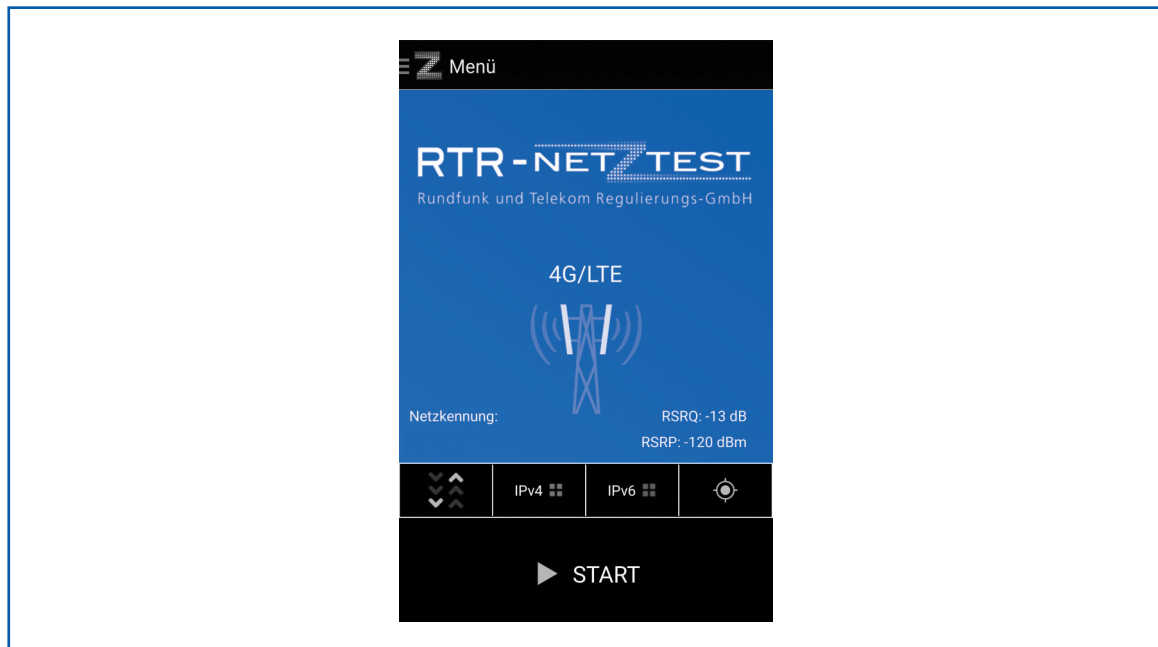 Menü
RTR-NETZTEST
Rundfunk und Telekom Regulierungs-GmbH
4G/LTE
Netzkennung:
RSRQ: -13 dB
RSRP: -120 dBm
IPv4
IPv6
START